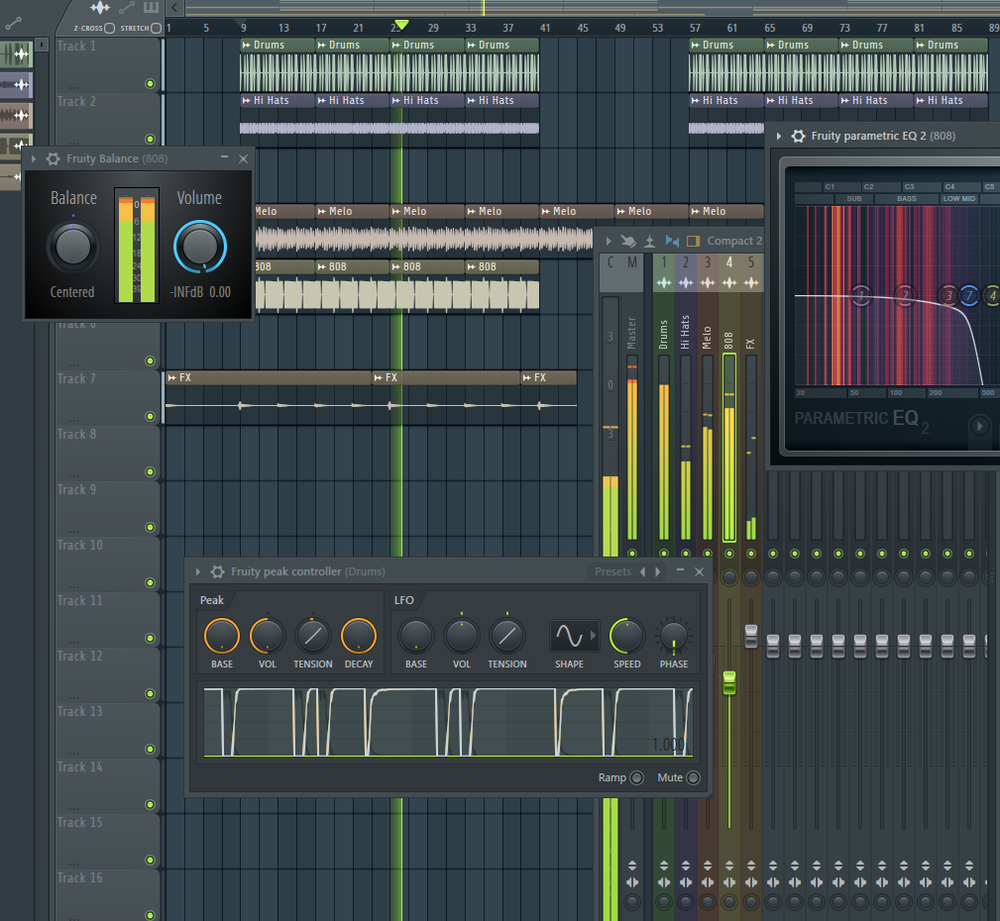 Z-CROSS STRETCH
1 5 9 13 17 21 25 29 33 37 41 45 49 53 57 61 65 69 73 77 81 85 89
Track 1
Drums Drums Drums Drums Drums Drums Drums Drums
Track 2
Hi Hats Hi Hats Hi Hats Hi Hats Hi Hats Hi Hats Hi Hats Hi Hats
Fruity parametric EQ 2 (808)
Fruity Balance (808)
C1 C2 C3 C4 C5
SUB BASS LOW MID
Balance Volume
Centered -INFdB 0.00
Melo Melo Melo Melo Melo Melo Melo
Compact 2
808 808 808 808
C M 1 2 3 4 5
Master Drums Hi Hats Melo 808 FX
3
0
3
1 2 3 7 4
20 50 100 200 500
PARAMETRIC EQ 2
Track 6
Track 7
FX FX FX
Track 8
Track 9
Track 10
Track 11
Track 12
Track 13
Track 14
Track 15
Track 16
Fruity peak controller (Drums) Presets
Peak LFO
BASE VOL TENSION DECAY BASE VOL TENSION SHAPE SPEED PHASE
1.000
Ramp Mute